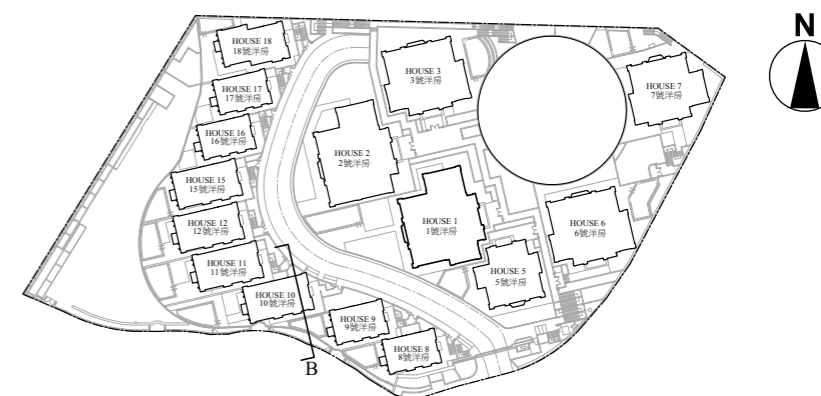 N
HOUSE 18
18號洋房
HOUSE 17
17號洋房
HOUSE 16
16號洋房
HOUSE 15
15號洋房
HOUSE 12
12號洋房
HOUSE 11
11號洋房
HOUSE 10
10號洋房
HOUSE 9
9號洋房
HOUSE 8
8號洋房
HOUSE 3
3號洋房
HOUSE 2
2號洋房
HOUSE 1
1號洋房
HOUSE 7
7號洋房
HOUSE 6
6號洋房
HOUSE 5
5號洋房
B